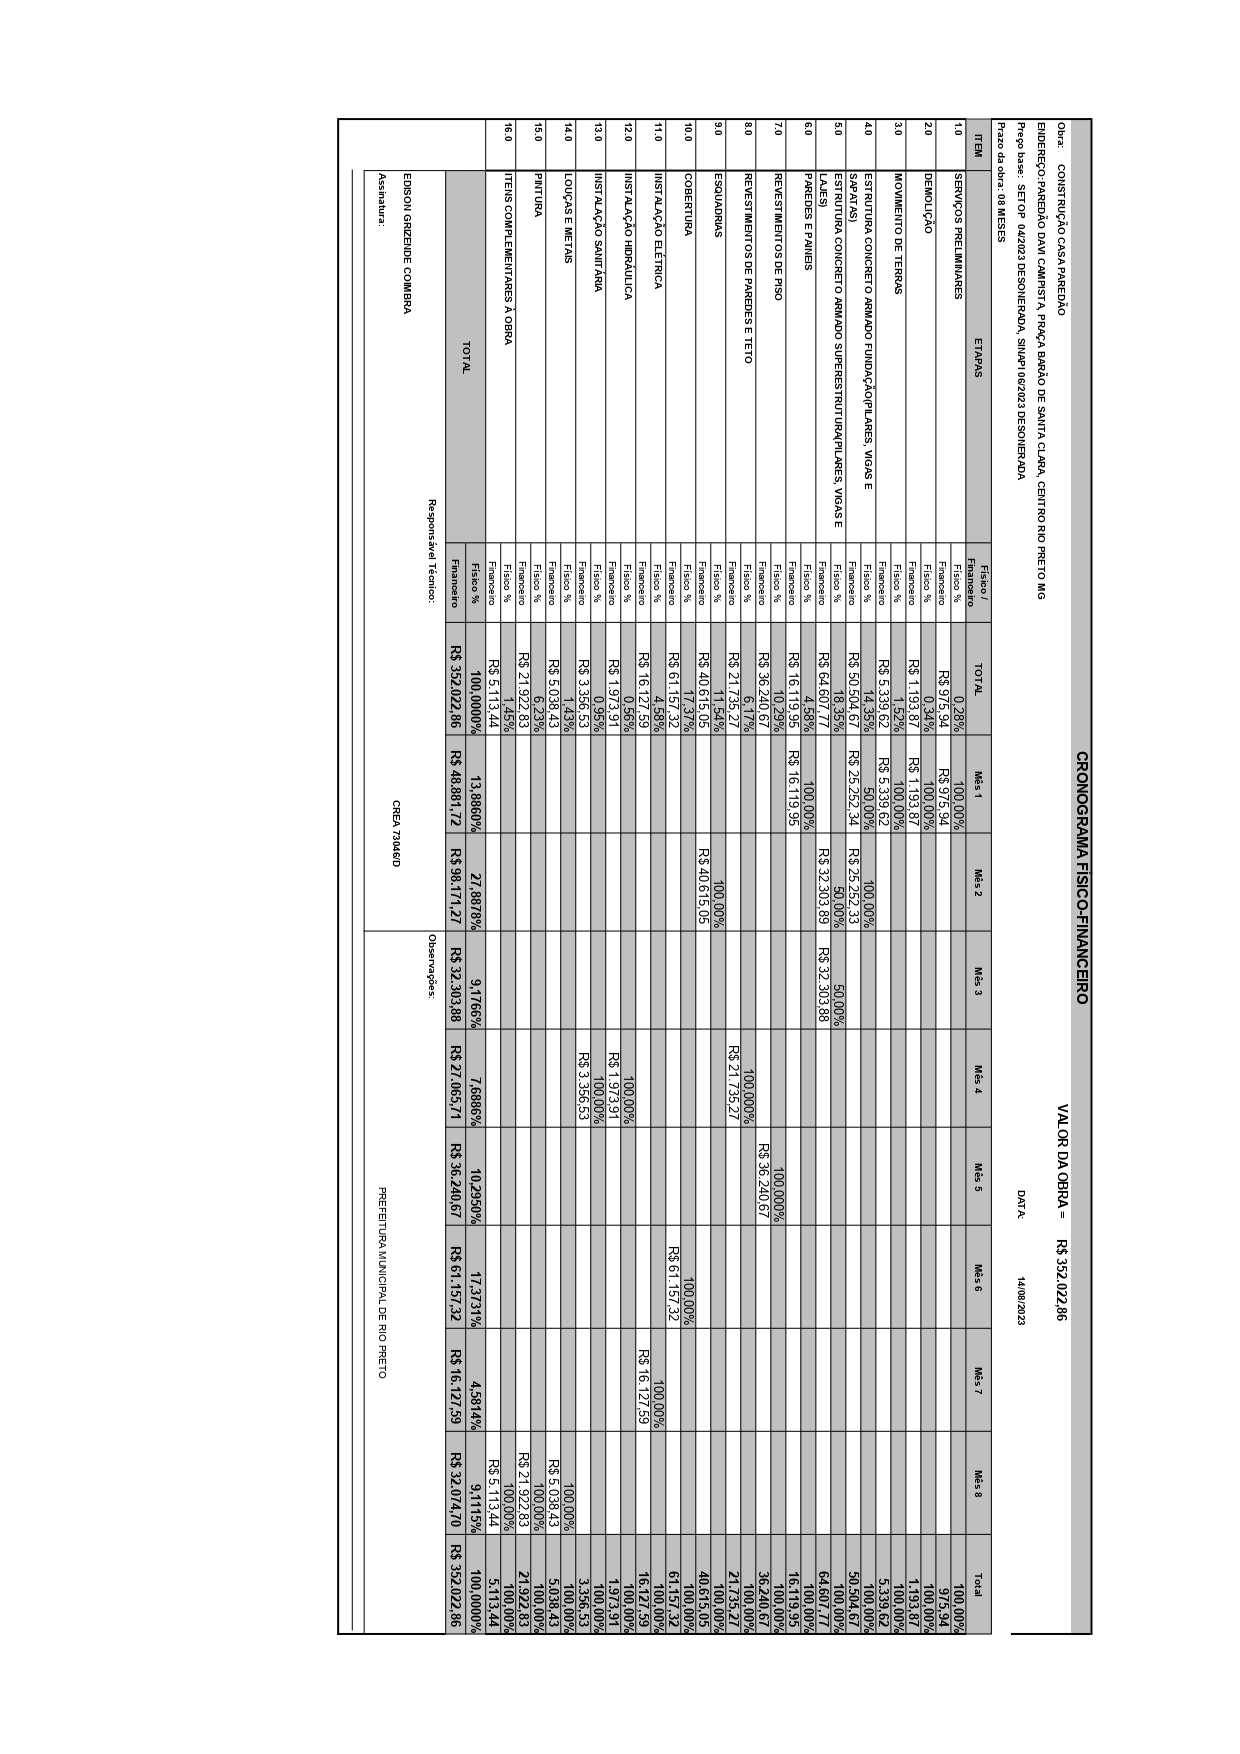 CRONOGRAMA FÍSICO-FINANCEIRO
Obra: CONSTRUÇÃO CASA PAREDÃO VALOR DA OBRA = R$ 352.022,86
ENDEREÇO:PAREDÃO DAVI CAMPISTA, PRAÇA BARÃO DE SANTA CLARA, CENTRO RIO PRETO MG
Preço base: SETOP 04/2023 DESONERADA, SINAPI 06/2023 DESONERADA DATA: 14/08/2023
Prazo da obra: 08 MESES
ITEM ETAPAS Físico / Financeiro TOTAL Mês 1 Mês 2 Mês 3 Mês 4 Mês 5 Mês 6 Mês 7 Mês 8 Total
1.0 SERVIÇOS PRELIMINARES Físico % 0,28% 100,00% 100,00%
Financeiro R$ 975,94 R$ 975,94 975,94
2.0 DEMOLIÇÃO Físico % 0,34% 100,00% 100,00%
Financeiro R$ 1.193,87 R$ 1.193,87 1.193,87
3.0 MOVIMENTO DE TERRAS Físico % 1,52% 100,00% 100,00%
Financeiro R$ 5.339,62 R$ 5.339,62 5.339,62
4.0 ESTRUTURA CONCRETO ARMADO FUNDAÇÃO(PILARES, VIGAS E Físico % 14,35% 50,00% 100,00% 100,00%
SAPATAS) Financeiro R$ 50.504,67 R$ 25.252,34 R$ 25.252,33 50.504,67
5.0 ESTRUTURA CONCRETO ARMADO SUPERESTRUTURA(PILARES, VIGAS E Físico % 18,35% 50,00% 50,00% 100,00%
LAJES) Financeiro R$ 64.607,77 R$ 32.303,89 R$ 32.303,88 64.607,77
6.0 PAREDES E PAINEIS Físico % 4,58% 100,00% 100,00%
Financeiro R$ 16.119,95 R$ 16.119,95 16.119,95
7.0 REVESTIMENTOS DE PISO Físico % 10,29% 100,000% 100,00%
Financeiro R$ 36.240,67 R$ 36.240,67 36.240,67
8.0 REVESTIMENTOS DE PAREDES E TETO Físico % 6,17% 100,000% 100,00%
Financeiro R$ 21.735,27 R$ 21.735,27 21.735,27
9.0 ESQUADRIAS Físico % 11,54% 100,00% 100,00%
Financeiro R$ 40.615,05 R$ 40.615,05 40.615,05
10.0 COBERTURA Físico % 17,37% 100,00% 100,00%
Financeiro R$ 61.157,32 R$ 61.157,32 61.157,32
11.0 INSTALAÇÃO ELÉTRICA Físico % 4,58% 100,00% 100,00%
Financeiro R$ 16.127,59 R$ 16.127,59 16.127,59
12.0 INSTALAÇÃO HIDRÁULICA Físico % 0,56% 100,00% 100,00%
Financeiro R$ 1.973,91 R$ 1.973,91 1.973,91
13.0 INSTALAÇÃO SANITÁRIA Físico % 0,95% 100,00% 100,00%
Financeiro R$ 3.356,53 R$ 3.356,53 3.356,53
14.0 LOUÇAS E METAIS Físico % 1,43% 100,00% 100,00%
Financeiro R$ 5.038,43 R$ 5.038,43 5.038,43
15.0 PINTURA Físico % 6,23% 100,00% 100,00%
Financeiro R$ 21.922,83 R$ 21.922,83 21.922,83
16.0 ITENS COMPLEMENTARES À OBRA Físico % 1,45% 100,00% 100,00%
Financeiro R$ 5.113,44 R$ 5.113,44 5.113,44
TOTAL Físico % 100,0000% 13,8860% 27,8878% 9,1766% 7,6886% 10,2950% 17,3731% 4,5814% 9,1115% 100,0000%
Financeiro R$ 352.022,86 R$ 48.881,72 R$ 98.171,27 R$ 32.303,88 R$ 27.065,71 R$ 36.240,67 R$ 61.157,32 R$ 16.127,59 R$ 32.074,70 R$ 352.022,86
Responsável Técnico: Observações:
EDISON GRIZENDE COIMBRA CREA 73046/D
Assinatura: PREFEITURA MUNICIPAL DE RIO PRETO